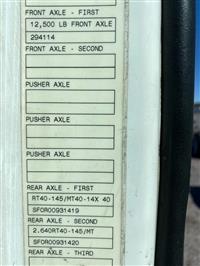 FRONT AXLE - FIRST
12,500 LB FRONT AXLE
294114
FRONT AXLE - SECOND
PUSHER AXLE
PUSHER AXLE
PUSHER AXLE
REAR AXLE - FIRST
RT40-145/MT40-14X 40
SFOR00931419
REAR AXLE - SECOND
2.640RT40-145/MT
SFOR00931420
REAR AXLE - THIRD